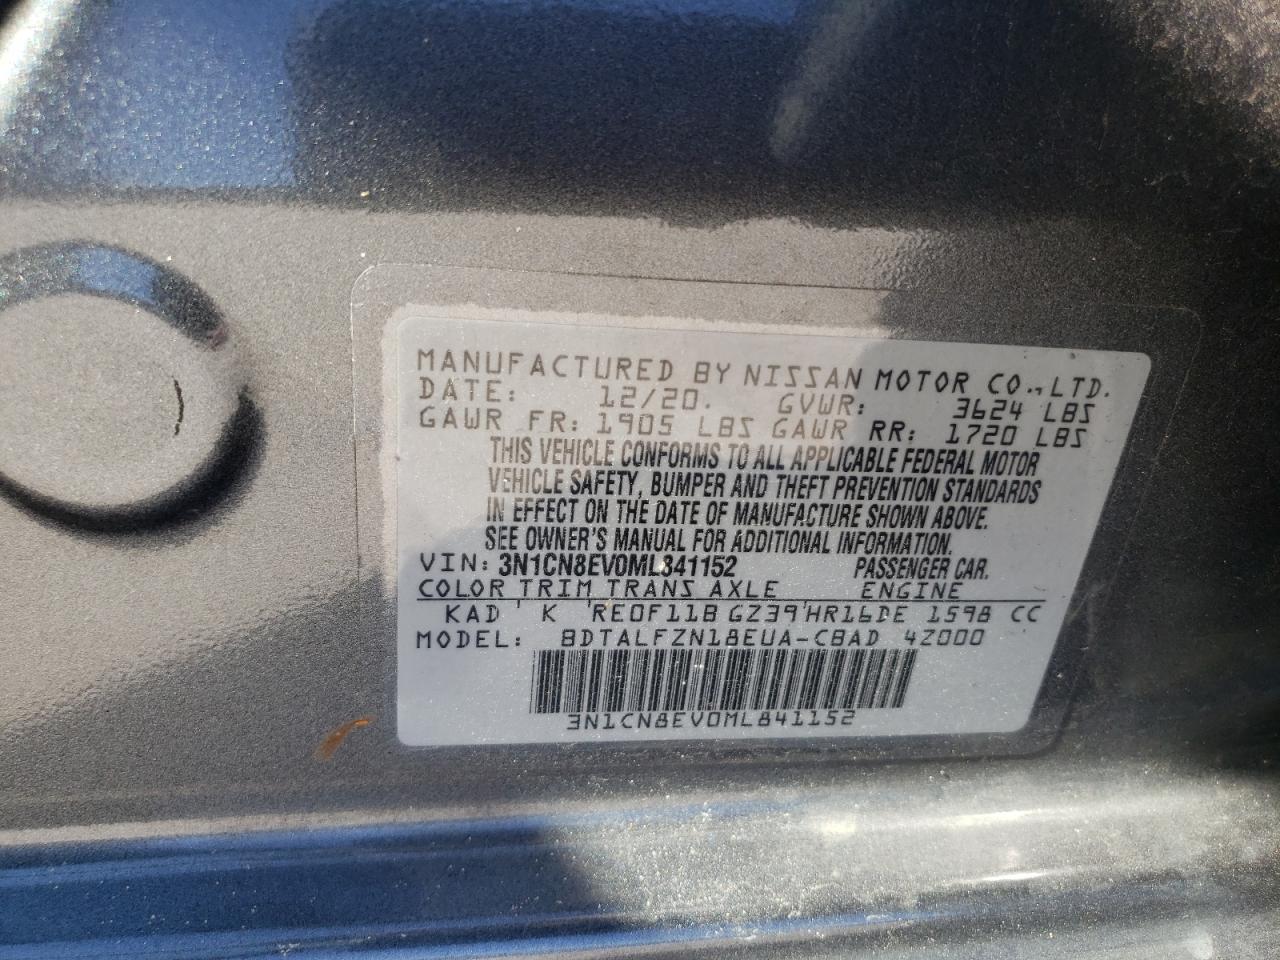 MANUFACTURED BY NISSAN MOTOR CO.,LTD.
DATE: 12/20. GVWR: 3624 LBS
GAWR FR: 1905 LBS GAWR RR: 1720 LBS
THIS VEHICLE CONFORMS TO ALL APPLICABLE FEDERAL MOTOR
VEHICLE SAFETY, BUMPER AND THEFT PREVENTION STANDARDS
IN EFFECT ON THE DATE OF MANUFACTURE SHOWN ABOVE.
SEE OWNER'S MANUAL FOR ADDITIONAL INFORMATION.
VIN: 3N1CN8EV0ML841152 PASSENGER CAR.
COLOR TRIM TRANS AXLE ENGINE
KAD ' K 'RE0F11B GZ39'HR16DE 1598 CC
MODEL: BDTALFZN18EUA-CBAD 4Z000
3N1CN8EV0ML841152